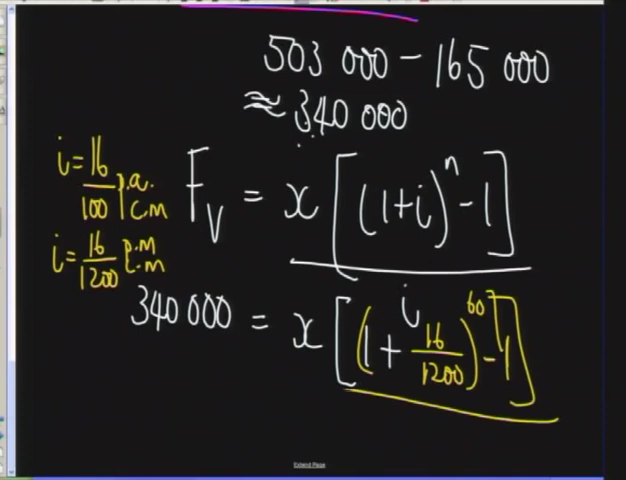 503 000 - 165 000
≈ 340 000
i = 16/100 p.a. c.m
F_V = x[(1+i)^n - 1] / i
i = 16/1200 p.m c.m
340 000 = x[(1 + 16/1200)^60 - 1]
Extend Page